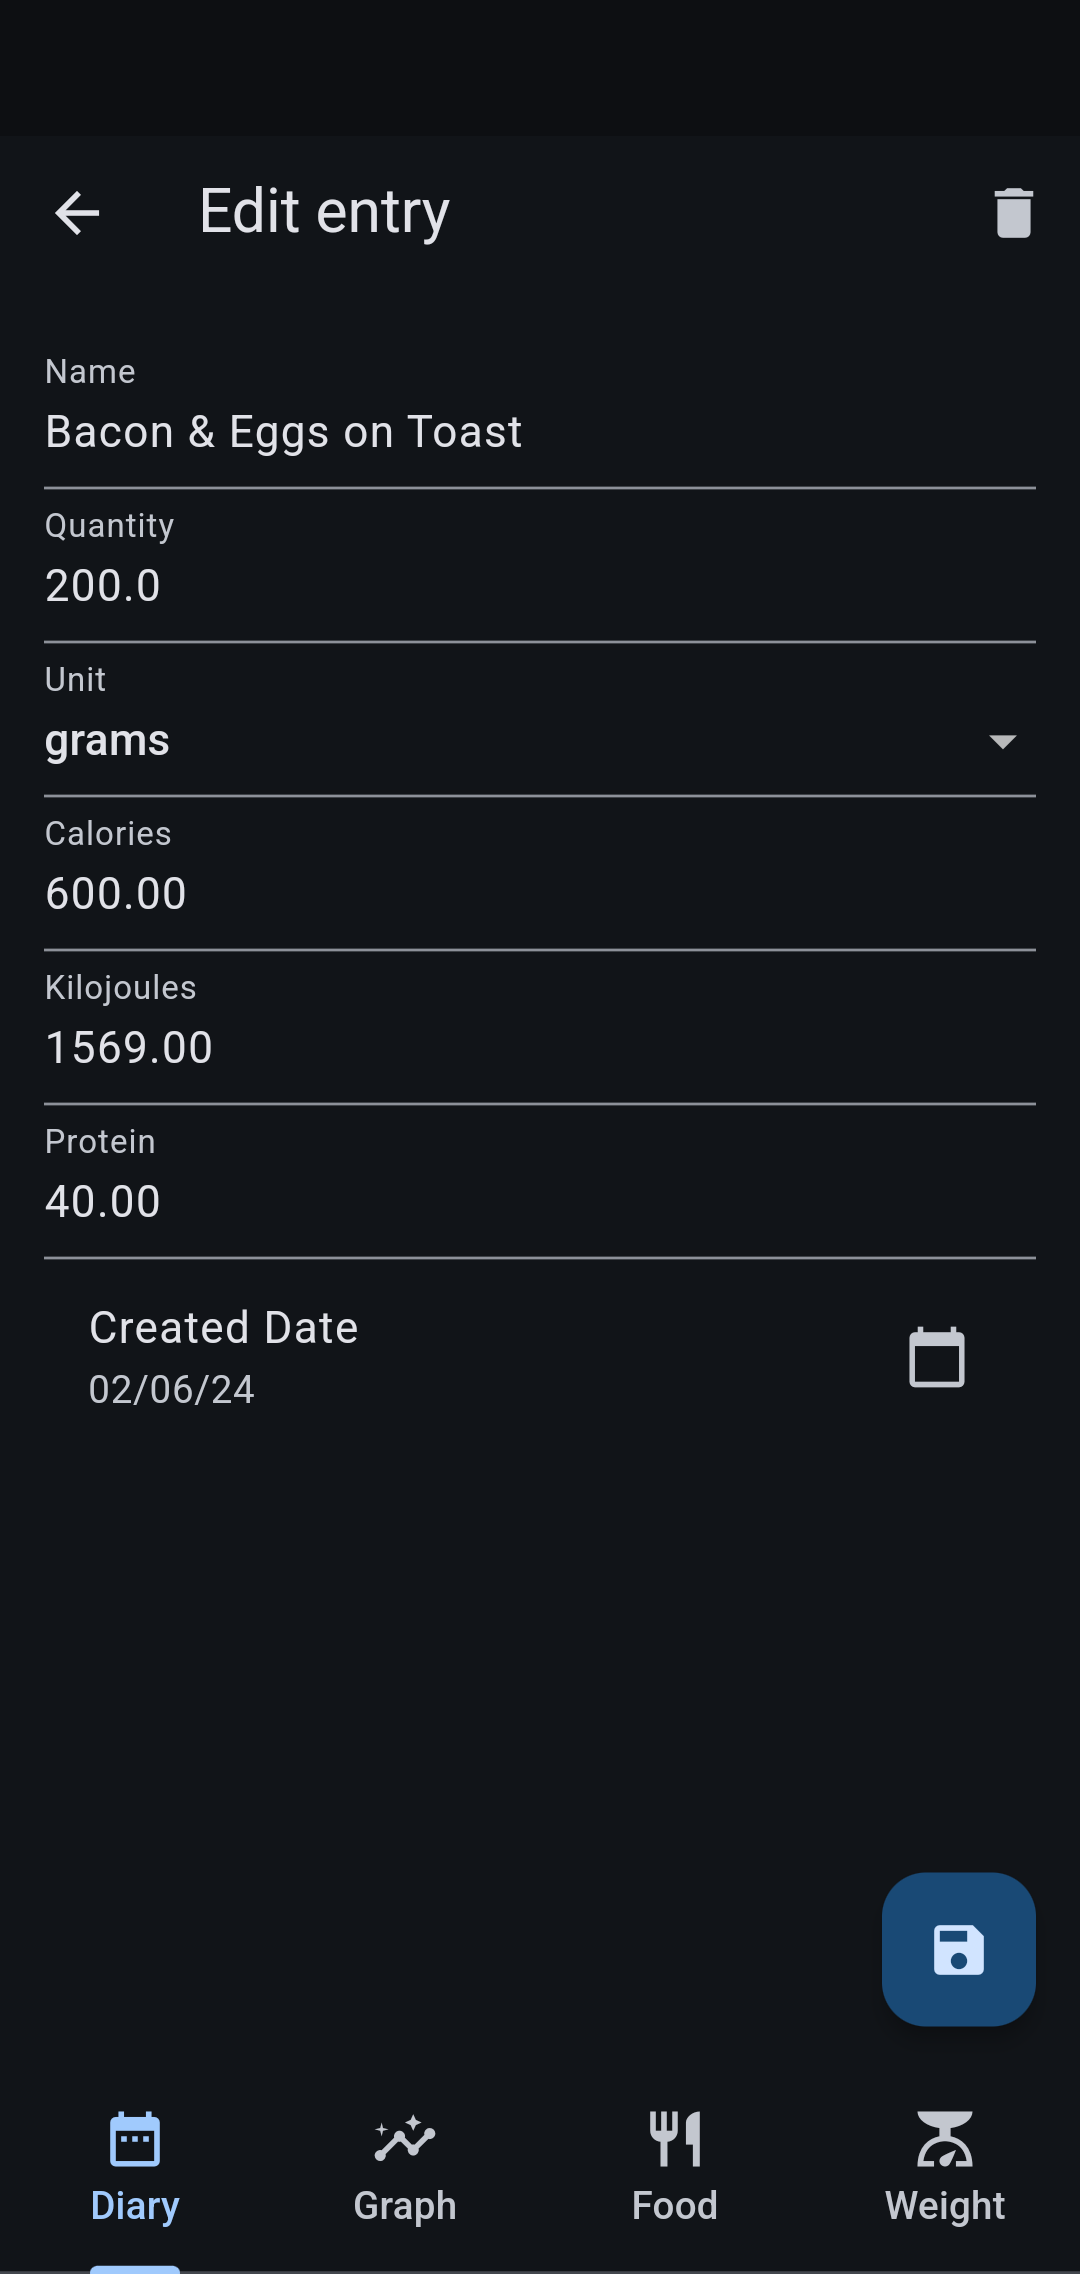 Edit entry
Name
Bacon & Eggs on Toast
Quantity
200.0
Unit
grams
Calories
600.00
Kilojoules
1569.00
Protein
40.00
Created Date
02/06/24
Diary
Graph
Food
Weight